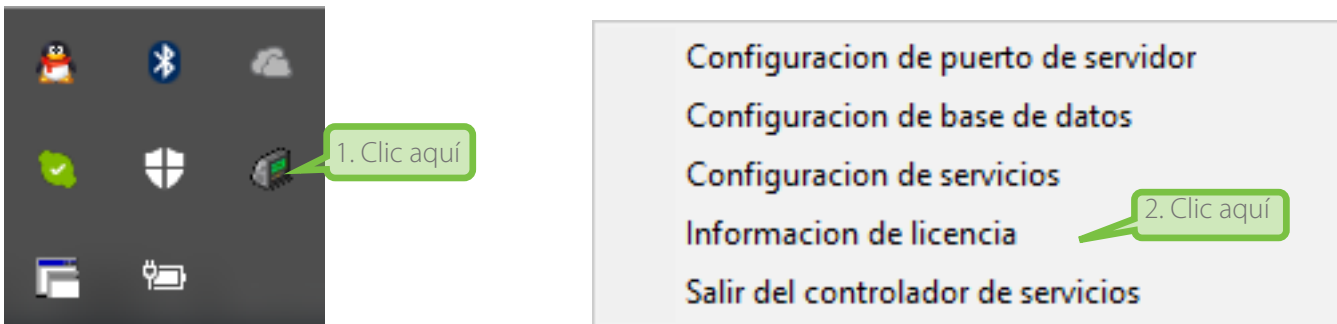 1. Clic aquí
Configuracion de puerto de servidor
Configuracion de base de datos
Configuracion de servicios
2. Clic aquí
Informacion de licencia
Salir del controlador de servicios